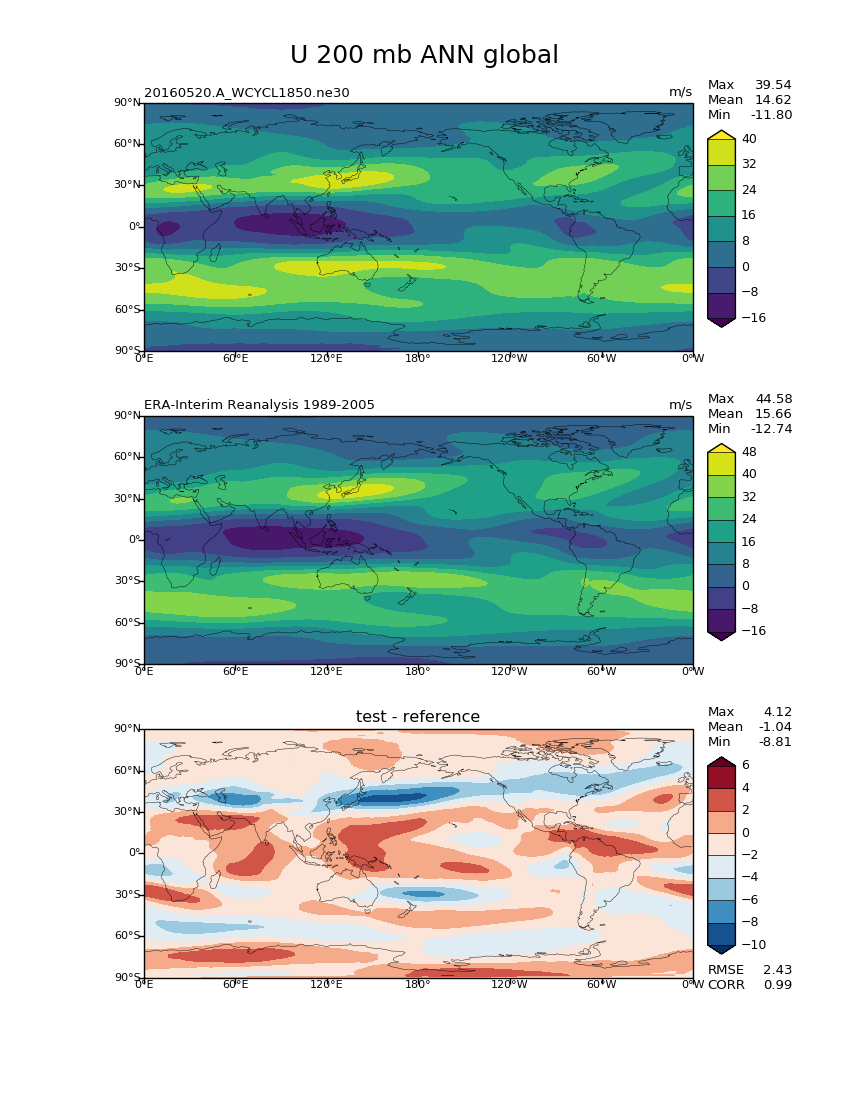 U 200 mb ANN global
20160520.A_WCYCL1850.ne30
m/s
Max 39.54
Mean 14.62
Min -11.80
90°N
60°N
30°N
0°
30°S
60°S
90°S
0°E 60°E 120°E 180° 120°W 60°W 0°W
40
32
24
16
8
0
−8
−16
ERA-Interim Reanalysis 1989-2005
m/s
Max 44.58
Mean 15.66
Min -12.74
90°N
60°N
30°N
0°
30°S
60°S
90°S
0°E 60°E 120°E 180° 120°W 60°W 0°W
48
40
32
24
16
8
0
−8
−16
test - reference
Max 4.12
Mean -1.04
Min -8.81
90°N
60°N
30°N
0°
30°S
60°S
90°S
0°E 60°E 120°E 180° 120°W 60°W 0°W
6
4
2
0
−2
−4
−6
−8
−10
RMSE 2.43
CORR 0.99